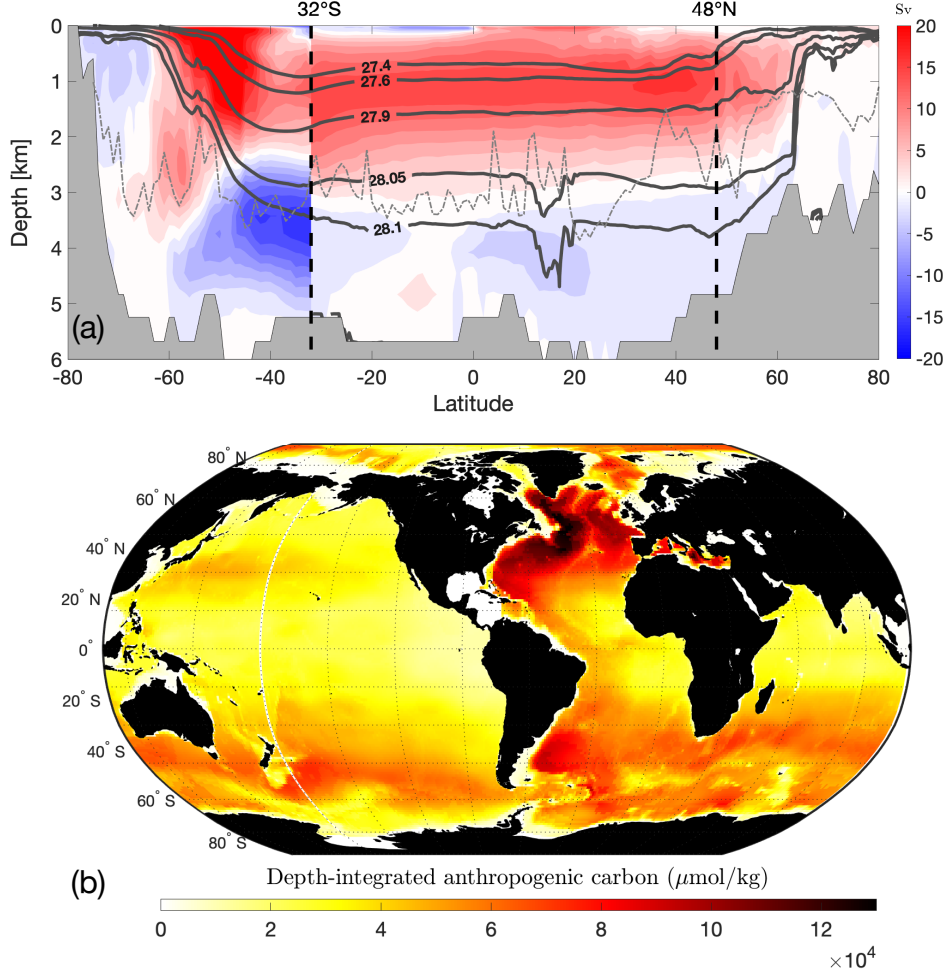 32°S 48°N Sv
0
1
2
3
4
5
6
Depth [km]
27.4
27.6
27.9
28.05
28.1
(a)
20
15
10
5
0
-5
-10
-15
-20
-80 -60 -40 -20 0 20 40 60 80
Latitude
80° N
60° N
40° N
20° N
0°
20° S
40° S
60° S
80° S
(b)
Depth-integrated anthropogenic carbon (μmol/kg)
0 2 4 6 8 10 12
×10⁴